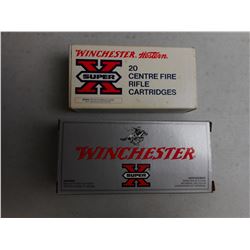 WINCHESTER Western
X
SUPER
20
CENTRE FIRE
RIFLE
CARTRIDGES
WINCHESTER
SUPER
X